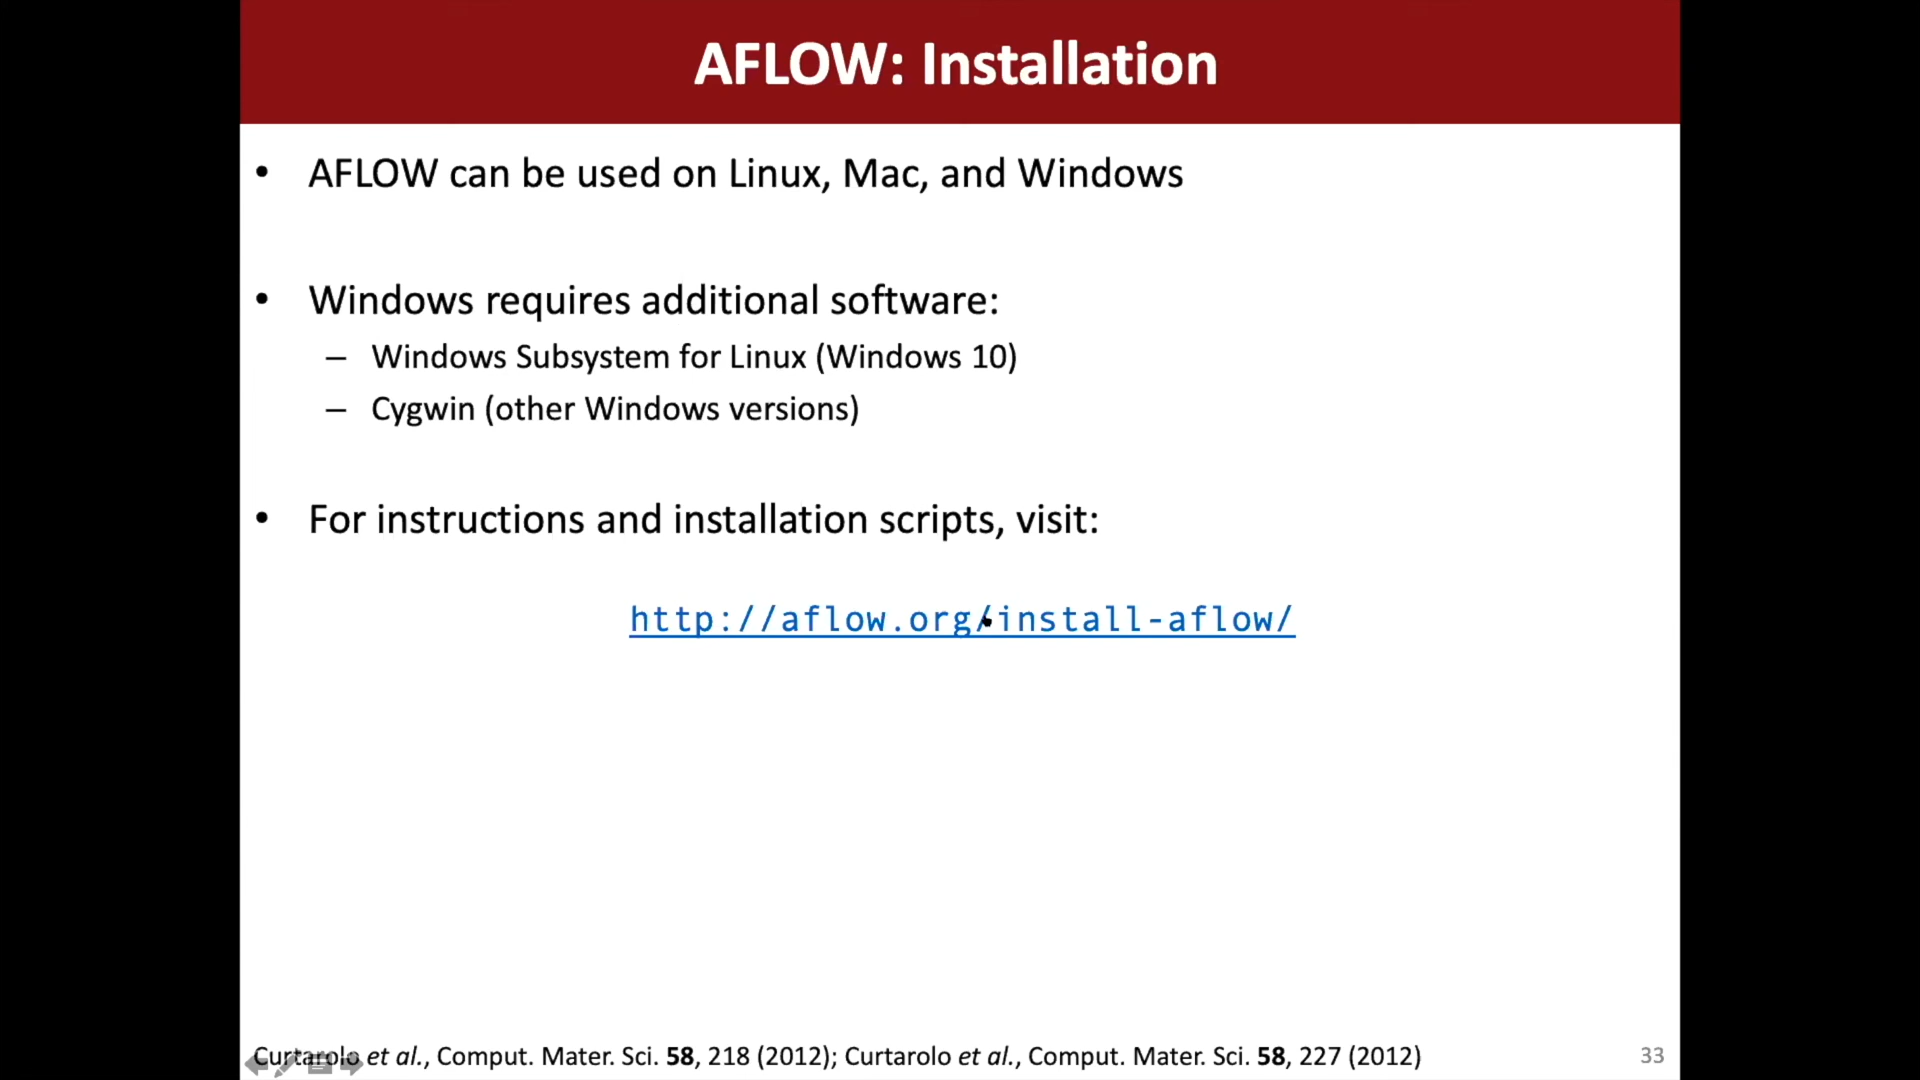 AFLOW: Installation
• AFLOW can be used on Linux, Mac, and Windows
• Windows requires additional software:
– Windows Subsystem for Linux (Windows 10)
– Cygwin (other Windows versions)
• For instructions and installation scripts, visit:
http://aflow.org/install-aflow/
Curtarolo et al., Comput. Mater. Sci. 58, 218 (2012); Curtarolo et al., Comput. Mater. Sci. 58, 227 (2012)
33